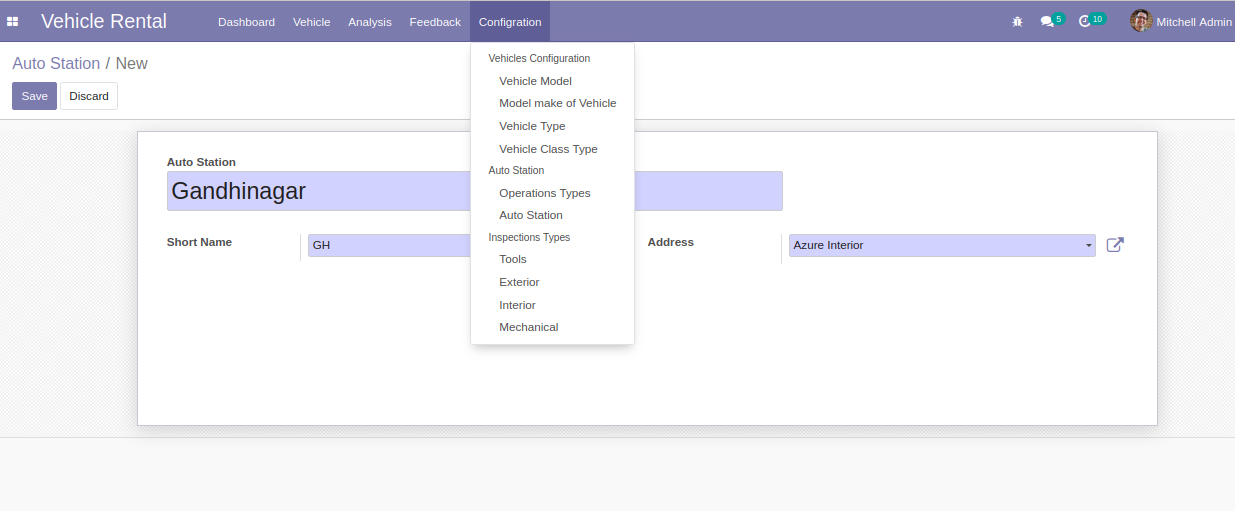 Vehicle Rental Dashboard Vehicle Analysis Feedback Configration 5 10 Mitchell Admin
Auto Station / New
Save Discard
Vehicles Configuration
Vehicle Model
Model make of Vehicle
Vehicle Type
Vehicle Class Type
Auto Station
Operations Types
Auto Station
Inspections Types
Tools
Exterior
Interior
Mechanical
Auto Station
Gandhinagar
Short Name GH
Address Azure Interior